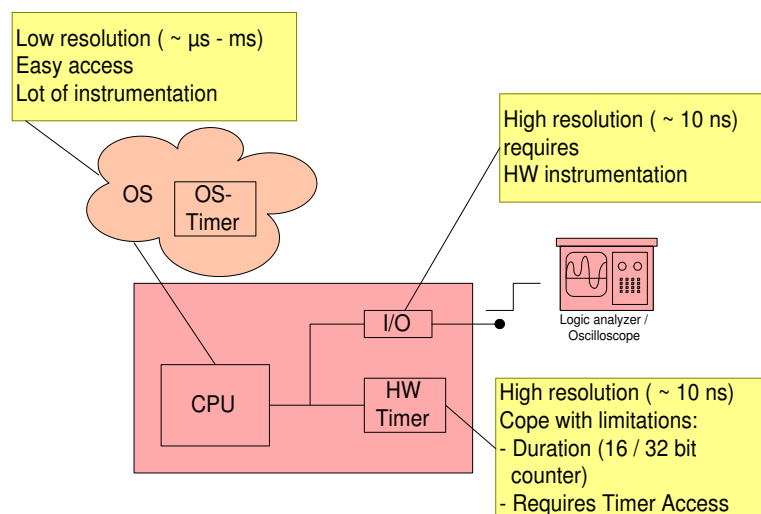 Low resolution ( ~ µs - ms)
Easy access
Lot of instrumentation
High resolution ( ~ 10 ns)
requires
HW instrumentation
OS
OS-
Timer
I/O
Logic analyzer /
Oscilloscope
CPU
HW
Timer
High resolution ( ~ 10 ns)
Cope with limitations:
- Duration (16 / 32 bit
counter)
- Requires Timer Access